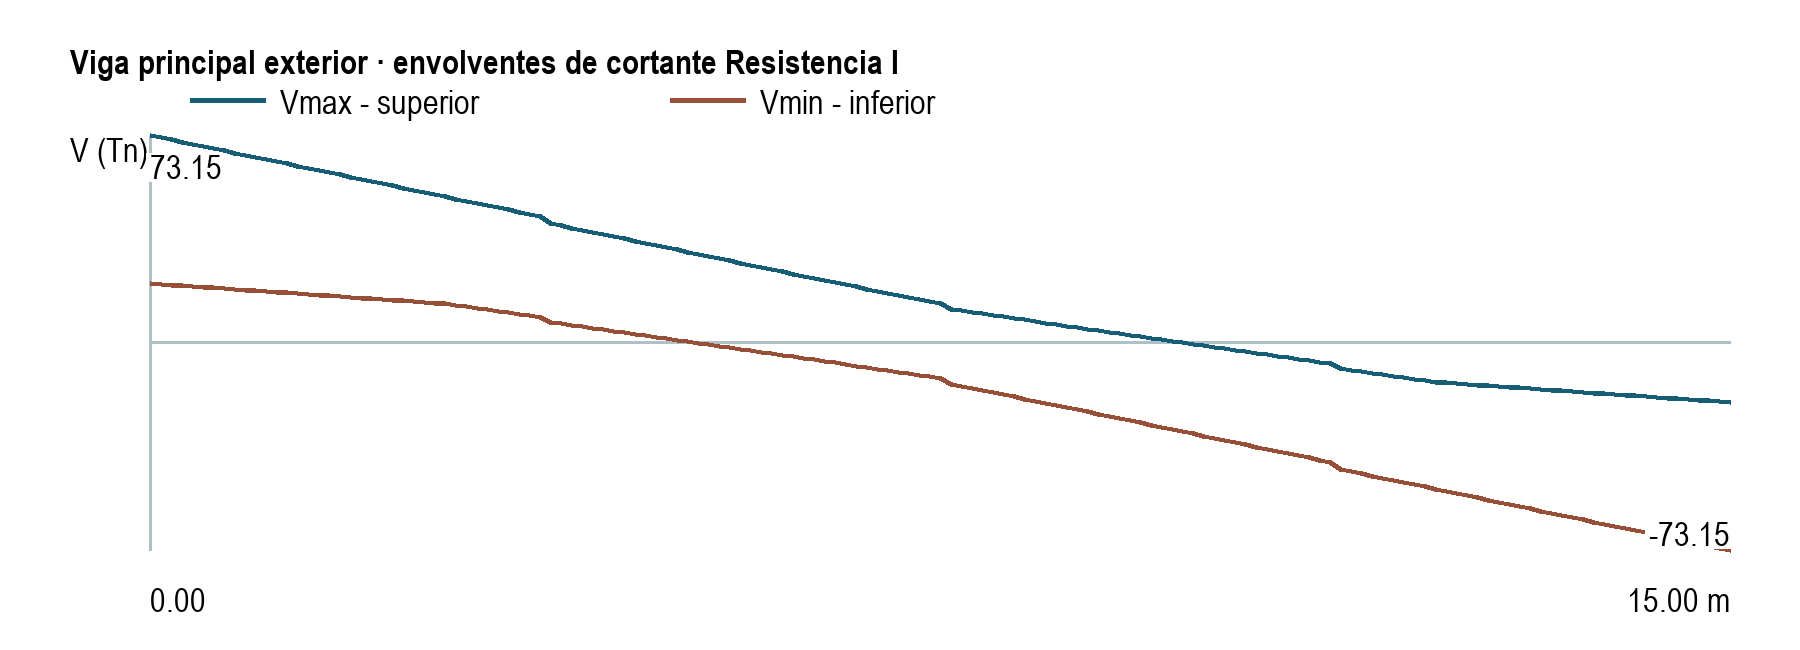 Viga principal exterior · envolventes de cortante Resistencia I
Vmax - superior
Vmin - inferior
V (Tn)
73.15
-73.15
0.00
15.00 m